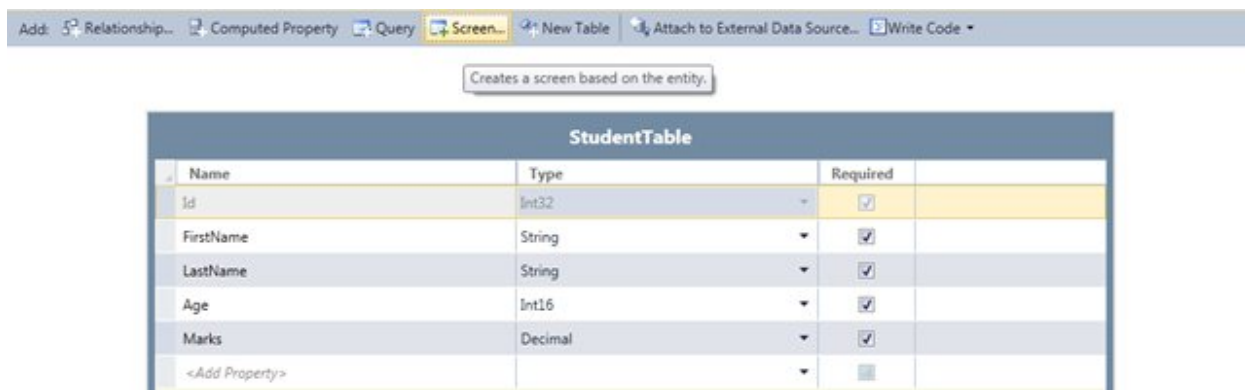 Add: Relationship... Computed Property Query Screen... New Table Attach to External Data Source... Write Code
Creates a screen based on the entity.
StudentTable
Name Type Required
Id Int32
FirstName String
LastName String
Age Int16
Marks Decimal
<Add Property>